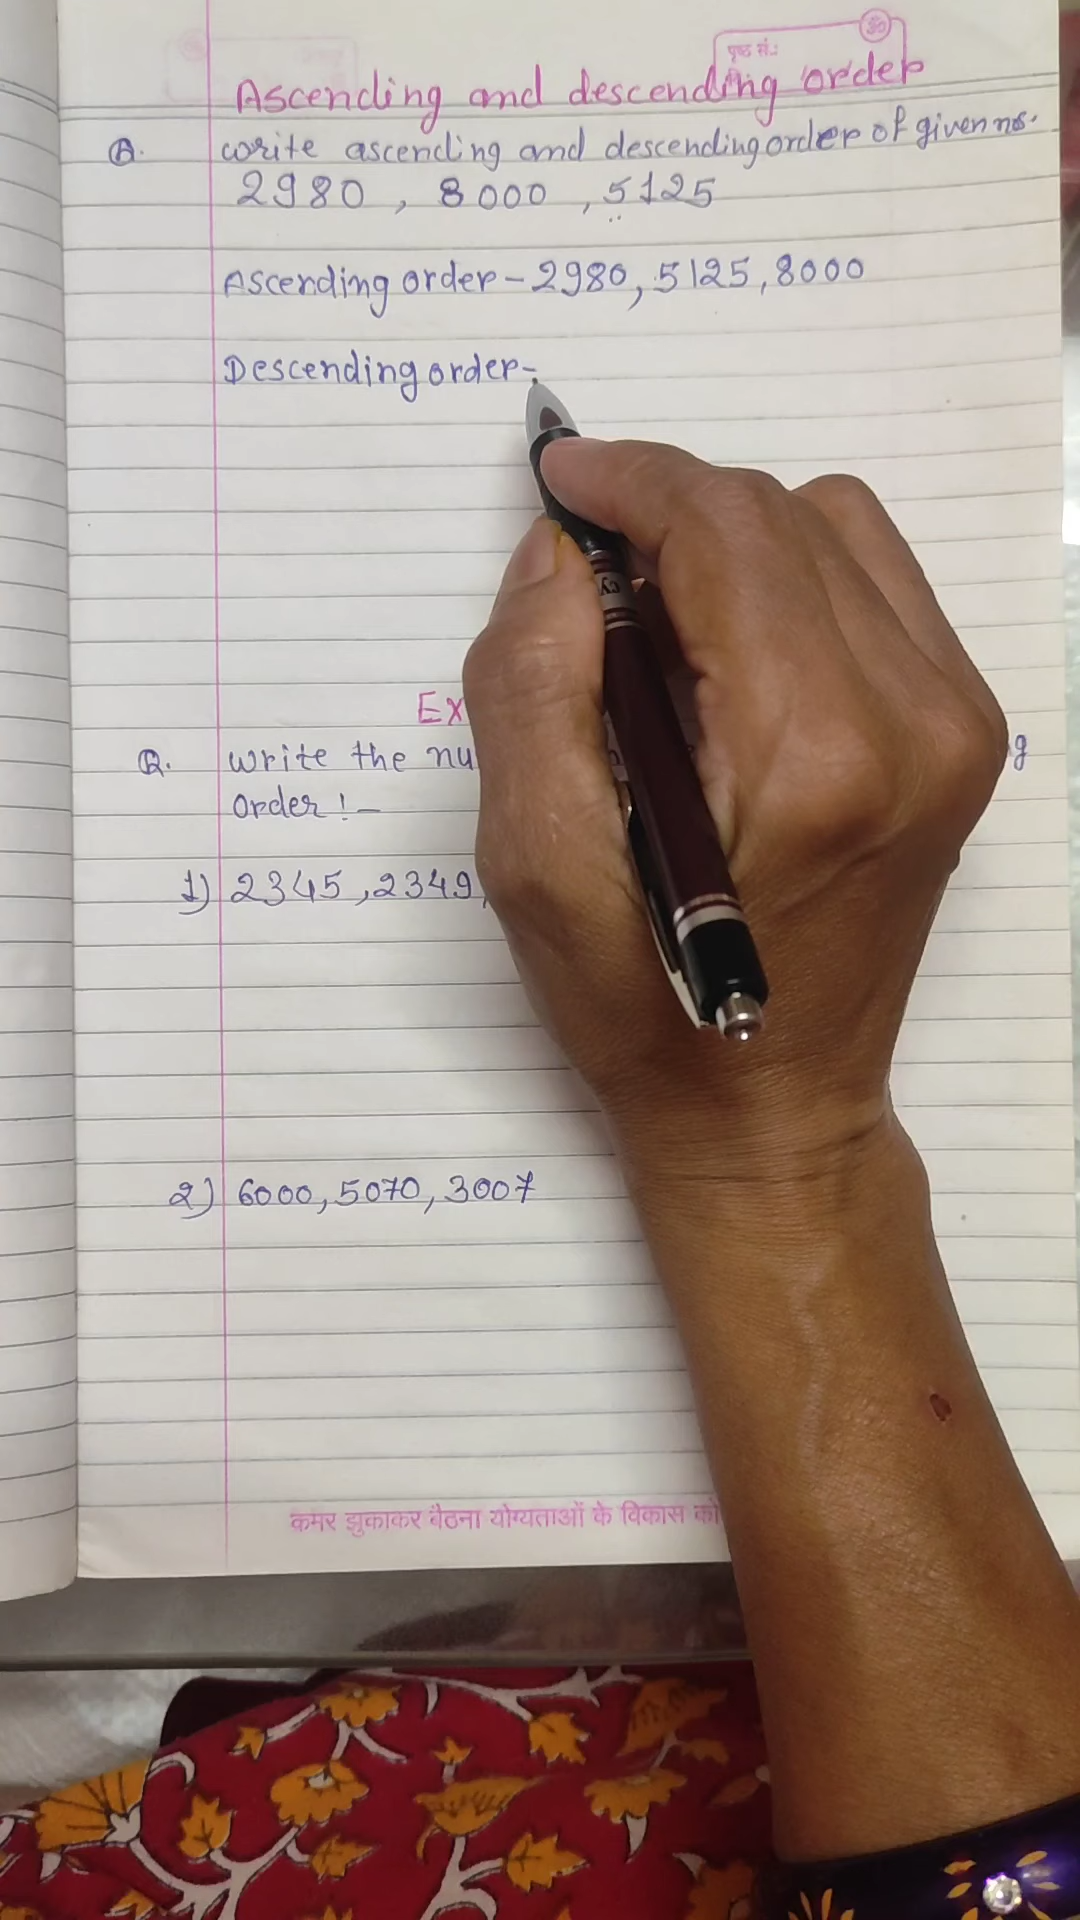 पृष्ठ सं.:
Ascending and descending order
Q. write ascending and descending order of given no.
2980 , 8000 , 5125
Ascending order - 2980, 5125, 8000
Descending order -
Ex
Q. Write the nu
order :-
1) 2345, 2349,
2) 6000, 5070, 3007
कमर झुकाकर बैठना योग्यताओं के विकास को